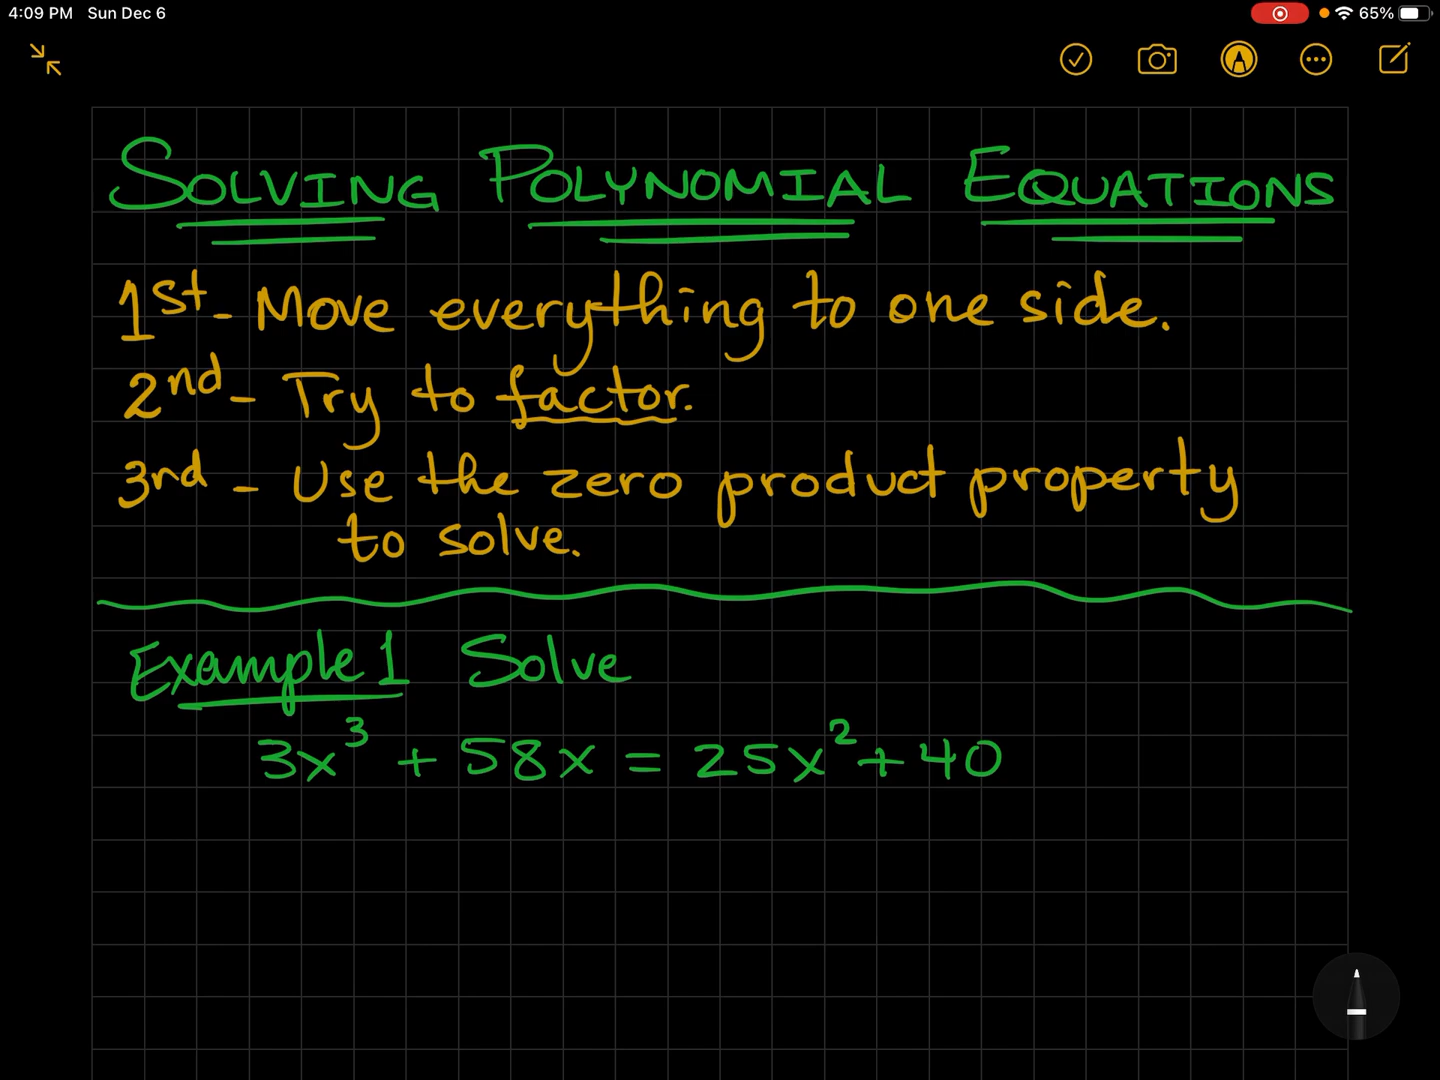 4:09 PM Sun Dec 6 65%
SOLVING POLYNOMIAL EQUATIONS
1st - Move everything to one side.
2nd - Try to factor.
3rd - Use the zero product property
to solve.
Example 1 Solve
3x³ + 58x = 25x² + 40